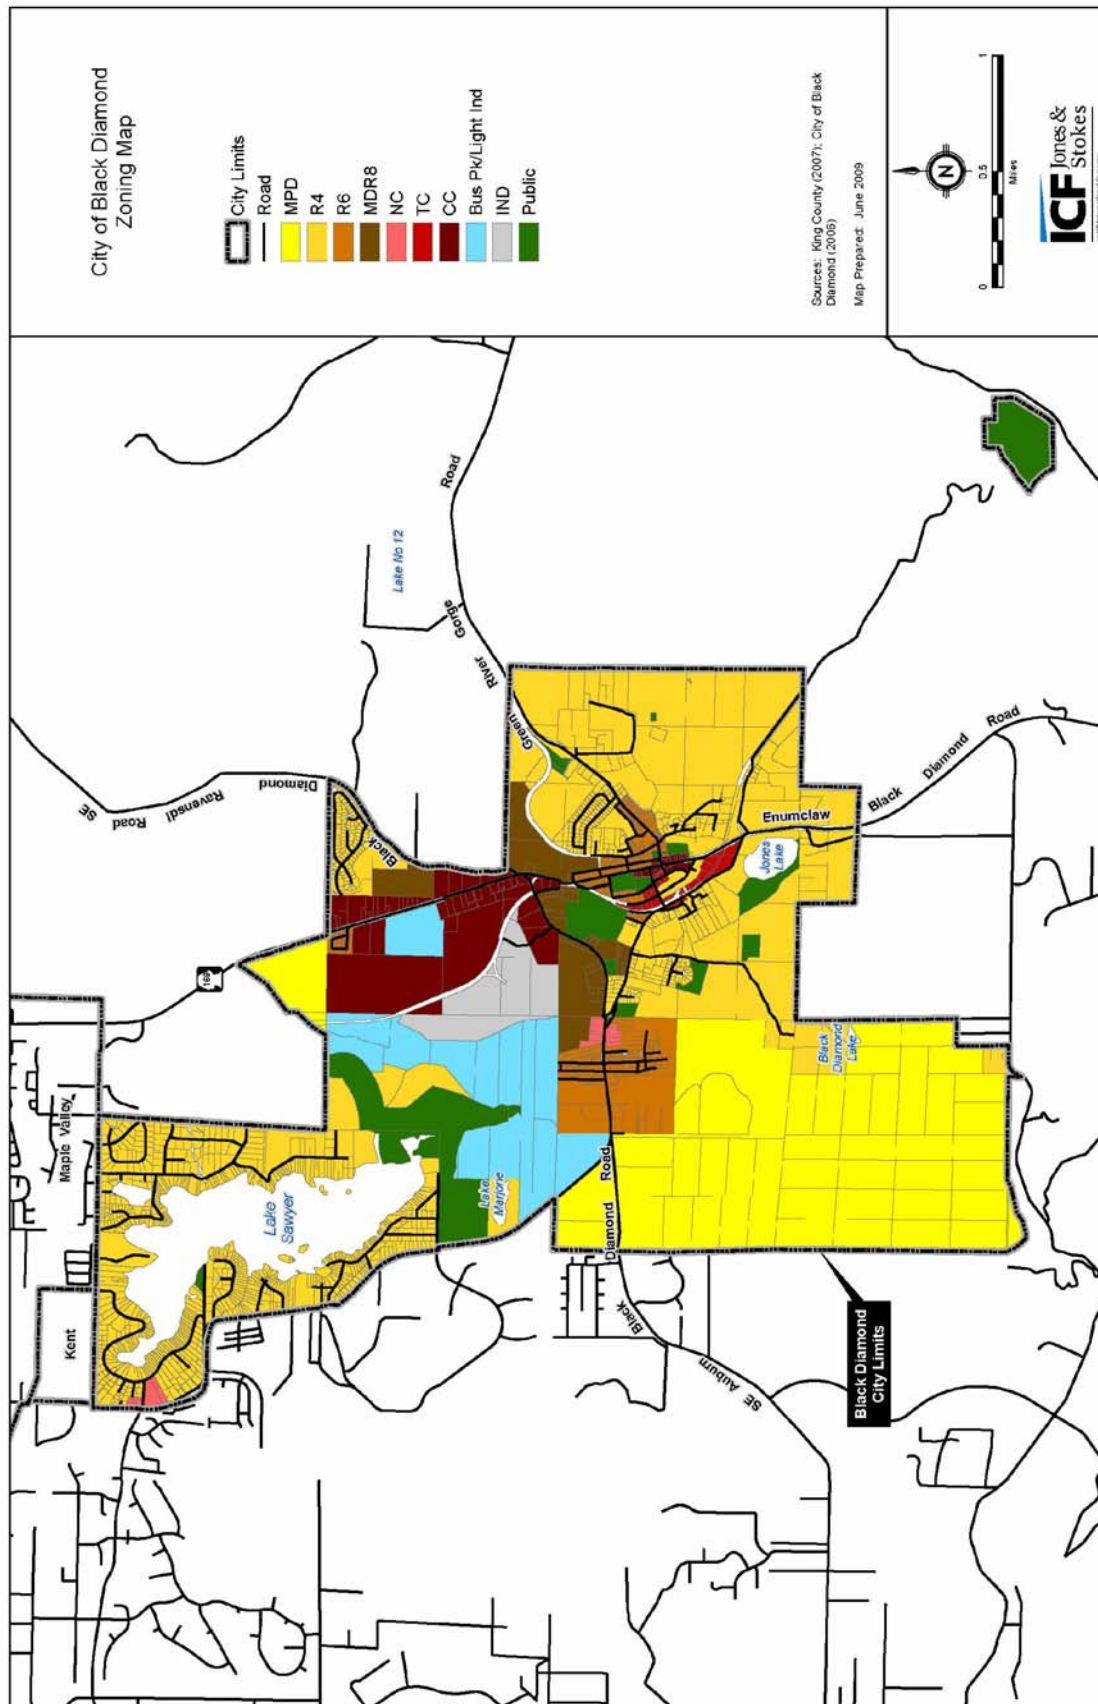 City of Black Diamond
Zoning Map
City Limits
Road
MPD
R4
R6
MDR8
NC
TC
CC
Bus Pk/Light Ind
IND
Public
Sources: King County (2007); City of Black
Diamond (2006)
Map Prepared: June 2009
N
0
0.5
1
Miles
ICF Jones &
Stokes
Kent
Maple Valley
Lake
Sawyer
169
SE
Ravensdl
Road
Black
Diamond
Lake No 12
Green
River
Gorge
Road
Lake
Marjorie
SE Auburn
Black
Diamond
Road
Jones
Lake
Black
Diamond
Lake
Enumclaw
Black
Diamond
Road
Black Diamond
City Limits